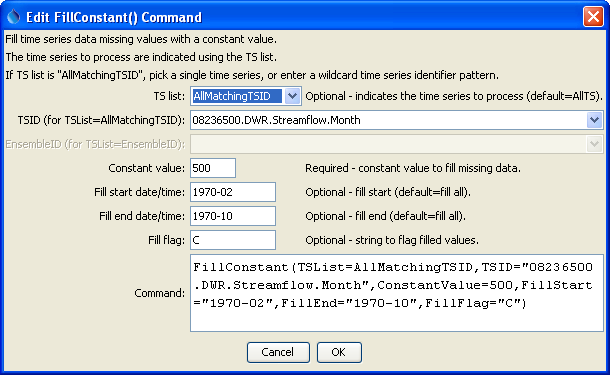 Edit FillConstant() Command
Fill time series data missing values with a constant value.
The time series to process are indicated using the TS list.
If TS list is "AllMatchingTSID", pick a single time series, or enter a wildcard time series identifier pattern.
TS list: AllMatchingTSID Optional - indicates the time series to process (default=AllTS).
TSID (for TSList=AllMatchingTSID): 08236500.DWR.Streamflow.Month
EnsembleID (for TSList=EnsembleID):
Constant value: 500 Required - constant value to fill missing data.
Fill start date/time: 1970-02 Optional - fill start (default=fill all).
Fill end date/time: 1970-10 Optional - fill end (default=fill all).
Fill flag: C Optional - string to flag filled values.
FillConstant(TSList=AllMatchingTSID,TSID="08236500
.DWR.Streamflow.Month",ConstantValue=500,FillStart
="1970-02",FillEnd="1970-10",FillFlag="C")
Command:
Cancel OK